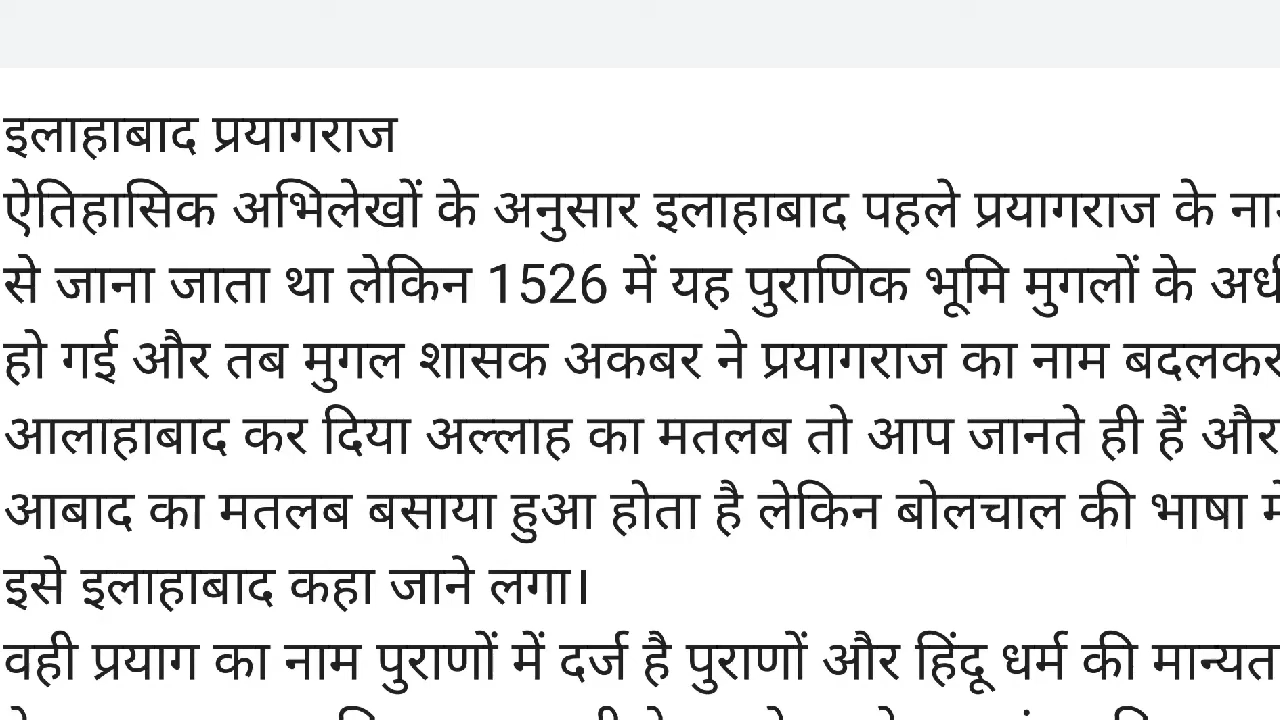 इलाहाबाद प्रयागराज
ऐतिहासिक अभिलेखों के अनुसार इलाहाबाद पहले प्रयागराज के
से जाना जाता था लेकिन 1526 में यह पुराणिक भूमि मुगलों के
हो गई और तब मुगल शासक अकबर ने प्रयागराज का नाम बदलकर
आलाहाबाद कर दिया अल्लाह का मतलब तो आप जानते ही हैं और
आबाद का मतलब बसाया हुआ होता है लेकिन बोलचाल की भाषा
इसे इलाहाबाद कहा जाने लगा।
वही प्रयाग का नाम पुराणों में दर्ज है पुराणों और हिंदू धर्म की